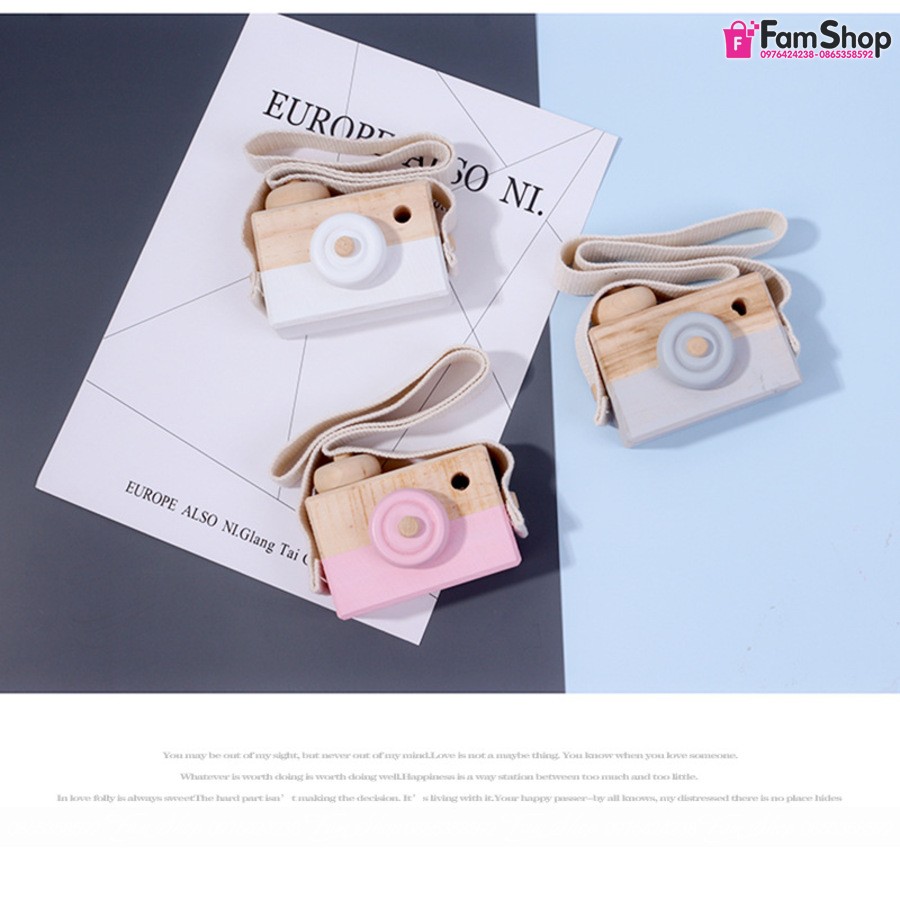 FamShop
0976424238-0865358592
EUROPE ALSO NI.
EUROPE ALSO NI.Glang Tai
You may be out of my sight, but never out of my mind.Love is not a maybe thing. You know when you love someone.
Whatever is worth doing is worth doing well.Happiness is a way station between too much and too little.
In love folly is always sweetThe hard part isn't making the decision. It's living with it.Your happy passer-by all knows, my distressed there is no place hides